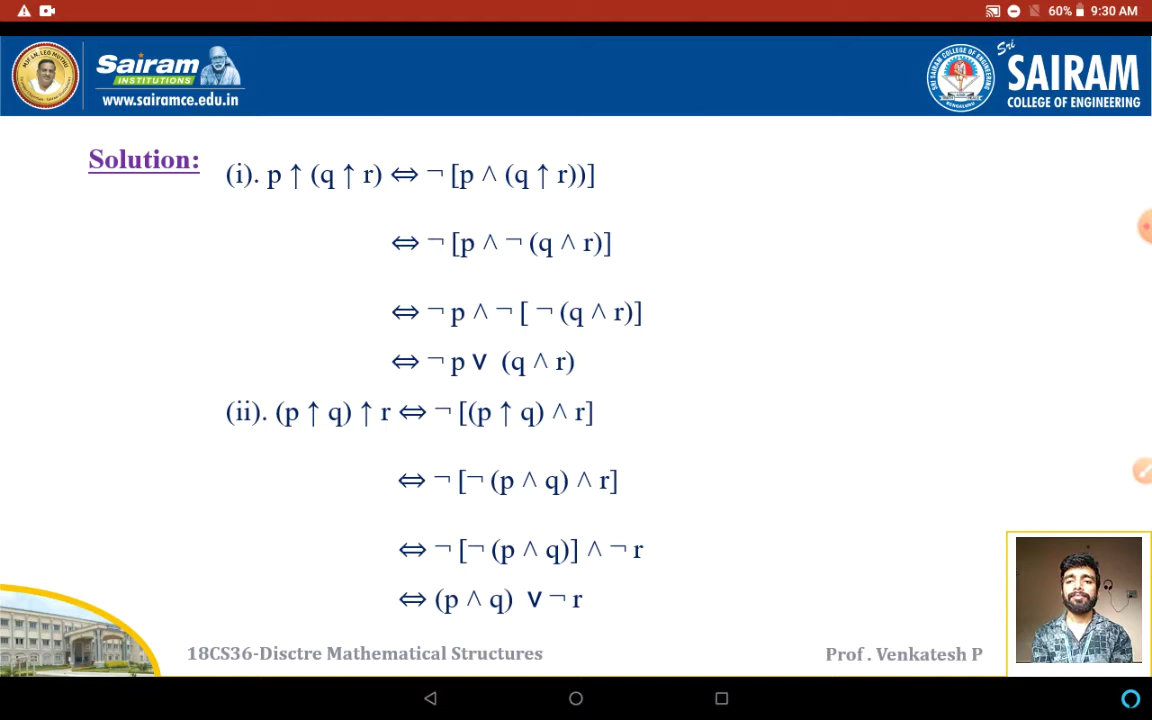 60% 9:30 AM
Sairam
INSTITUTIONS
www.sairamce.edu.in
Sri
SAIRAM
COLLEGE OF ENGINEERING
Solution:
(i). p ↑ (q ↑ r) ⇔ ¬ [p ∧ (q ↑ r))]
⇔ ¬ [p ∧ ¬ (q ∧ r)]
⇔ ¬ p ∧ ¬ [ ¬ (q ∧ r)]
⇔ ¬ p ∨ (q ∧ r)
(ii). (p ↑ q) ↑ r ⇔ ¬ [(p ↑ q) ∧ r]
⇔ ¬ [¬ (p ∧ q) ∧ r]
⇔ ¬ [¬ (p ∧ q)] ∧ ¬ r
⇔ (p ∧ q) ∨ ¬ r
18CS36-Disctre Mathematical Structures
Prof . Venkatesh P